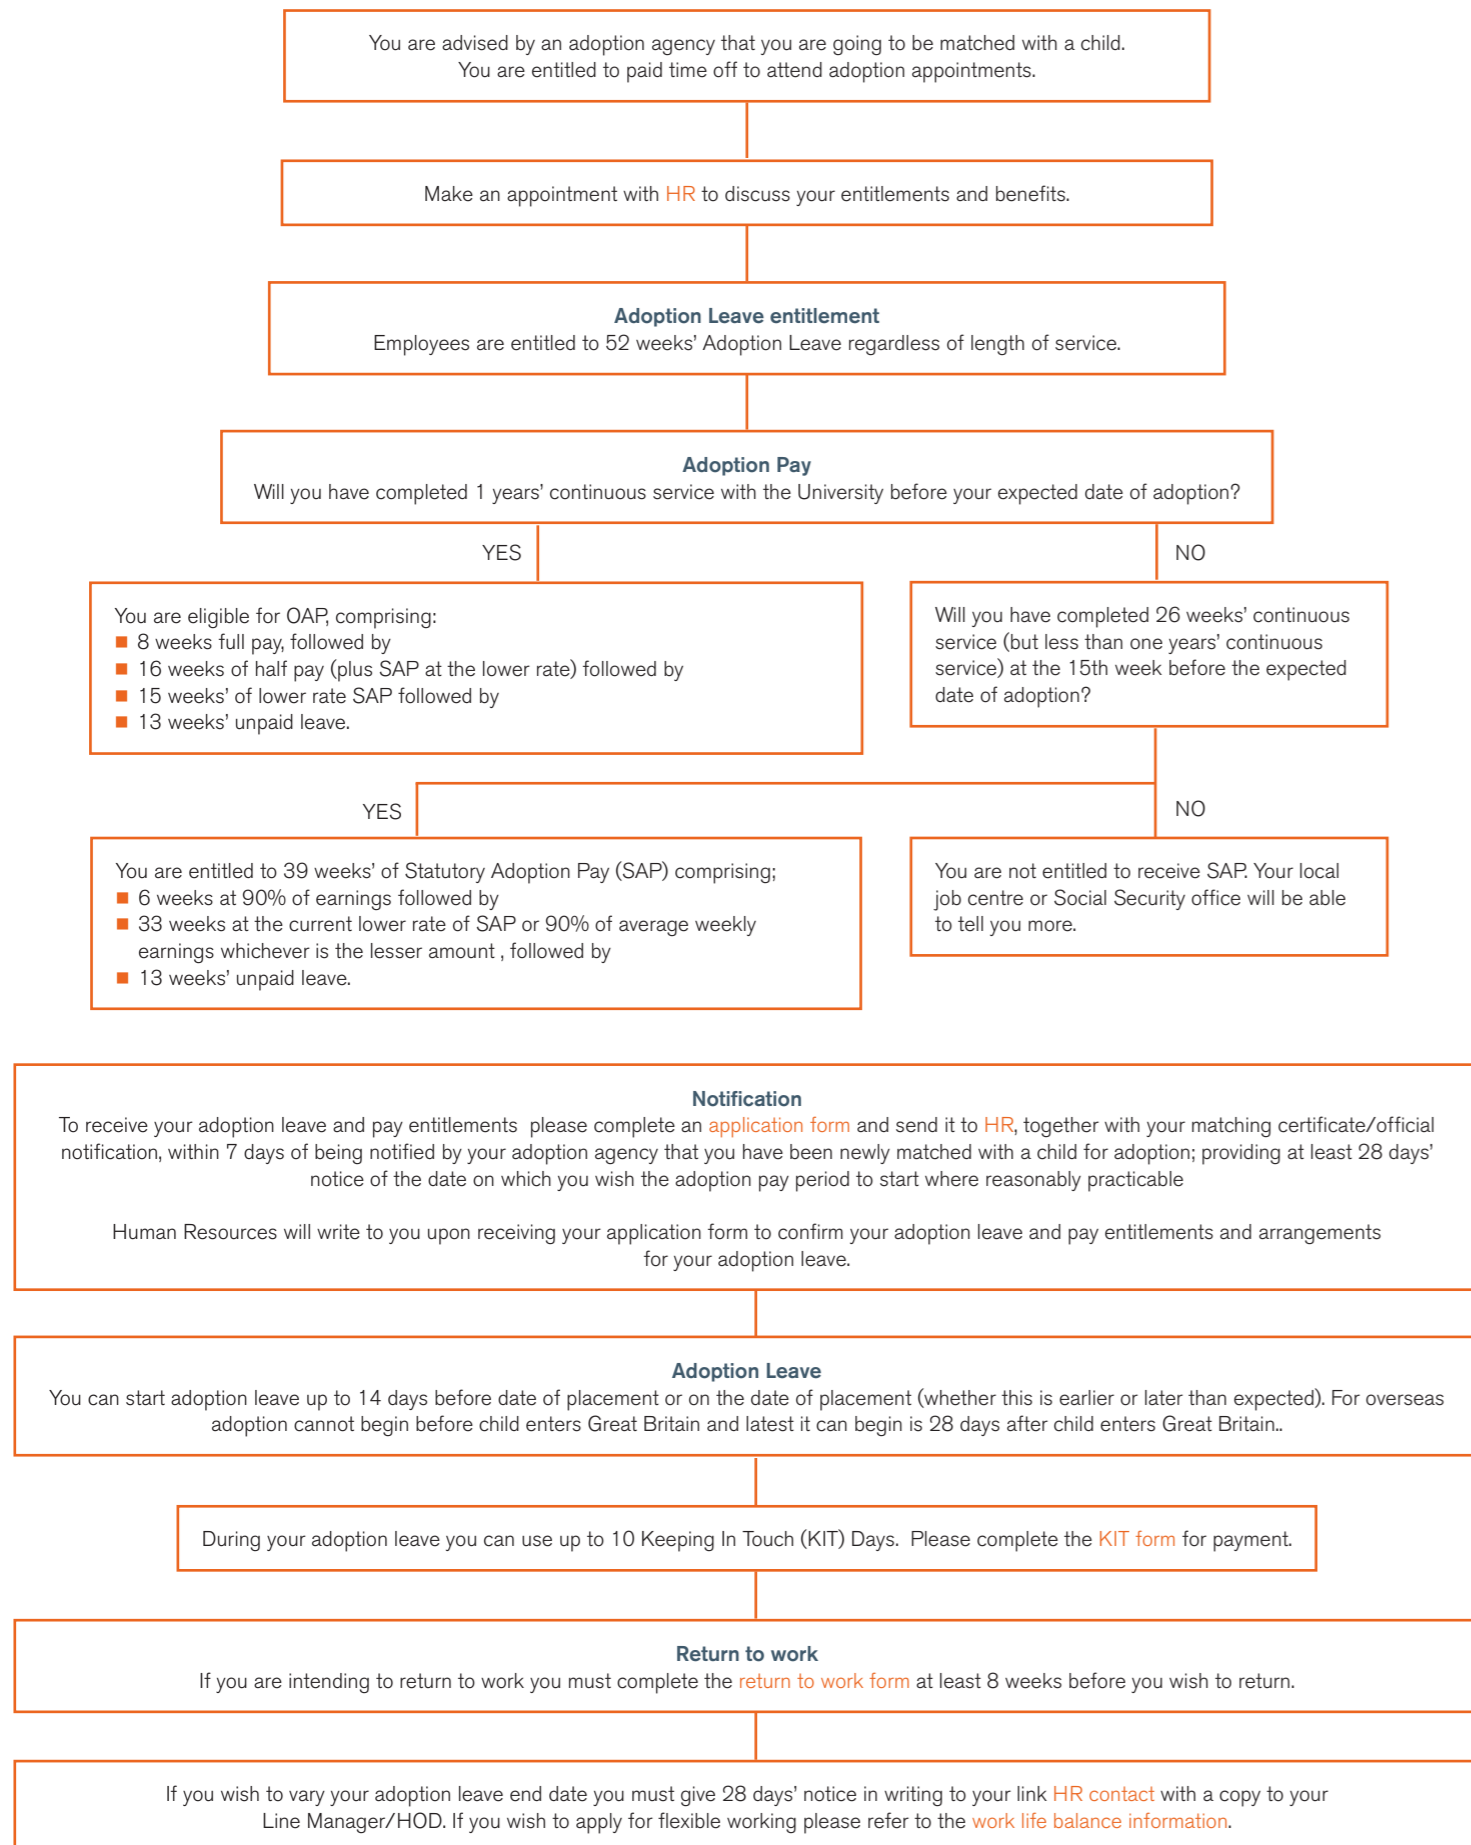 You are advised by an adoption agency that you are going to be matched with a child.
You are entitled to paid time off to attend adoption appointments.
Make an appointment with HR to discuss your entitlements and benefits.
Adoption Leave entitlement
Employees are entitled to 52 weeks' Adoption Leave regardless of length of service.
Adoption Pay
Will you have completed 1 years' continuous service with the University before your expected date of adoption?
YES
NO
You are eligible for OAP, comprising:
■ 8 weeks full pay, followed by
■ 16 weeks of half pay (plus SAP at the lower rate) followed by
■ 15 weeks' of lower rate SAP followed by
■ 13 weeks' unpaid leave.
Will you have completed 26 weeks' continuous
service (but less than one years' continuous
service) at the 15th week before the expected
date of adoption?
YES
NO
You are entitled to 39 weeks' of Statutory Adoption Pay (SAP) comprising;
■ 6 weeks at 90% of earnings followed by
■ 33 weeks at the current lower rate of SAP or 90% of average weekly
earnings whichever is the lesser amount , followed by
■ 13 weeks' unpaid leave.
You are not entitled to receive SAP. Your local
job centre or Social Security office will be able
to tell you more.
Notification
To receive your adoption leave and pay entitlements please complete an application form and send it to HR, together with your matching certificate/official
notification, within 7 days of being notified by your adoption agency that you have been newly matched with a child for adoption; providing at least 28 days'
notice of the date on which you wish the adoption pay period to start where reasonably practicable
Human Resources will write to you upon receiving your application form to confirm your adoption leave and pay entitlements and arrangements
for your adoption leave.
Adoption Leave
You can start adoption leave up to 14 days before date of placement or on the date of placement (whether this is earlier or later than expected). For overseas
adoption cannot begin before child enters Great Britain and latest it can begin is 28 days after child enters Great Britain..
During your adoption leave you can use up to 10 Keeping In Touch (KIT) Days. Please complete the KIT form for payment.
Return to work
If you are intending to return to work you must complete the return to work form at least 8 weeks before you wish to return.
If you wish to vary your adoption leave end date you must give 28 days' notice in writing to your link HR contact with a copy to your
Line Manager/HOD. If you wish to apply for flexible working please refer to the work life balance information.